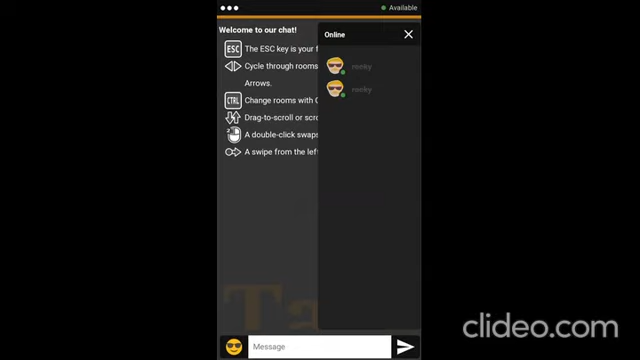 Available
Welcome to our chat!
ESC
The ESC key is your f
Cycle through rooms
Arrows.
CTRL
Change rooms with C
Drag-to-scroll or scro
A double-click swaps
A swipe from the left
Online
Ta
Message
clideo.com